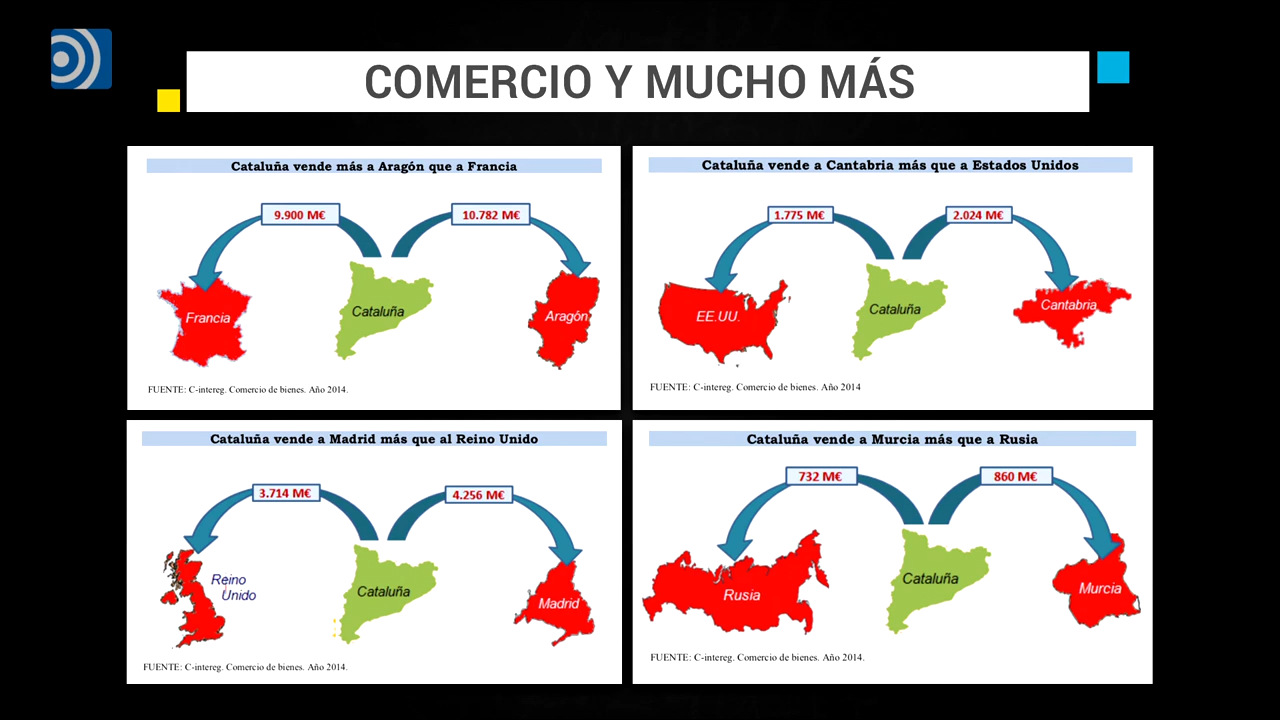 COMERCIO Y MUCHO MÁS
Cataluña vende más a Aragón que a Francia
9.900 M€
10.782 M€
Francia
Cataluña
Aragón
FUENTE: C-intereg. Comercio de bienes. Año 2014.
Cataluña vende a Cantabria más que a Estados Unidos
1.775 M€
2.024 M€
EE.UU.
Cataluña
Cantabria
FUENTE: C-intereg. Comercio de bienes. Año 2014
Cataluña vende a Madrid más que al Reino Unido
3.714 M€
4.256 M€
Reino
Unido
Cataluña
Madrid
FUENTE: C-intereg. Comercio de bienes. Año 2014.
Cataluña vende a Murcia más que a Rusia
732 M€
860 M€
Rusia
Cataluña
Murcia
FUENTE: C-intereg. Comercio de bienes. Año 2014.